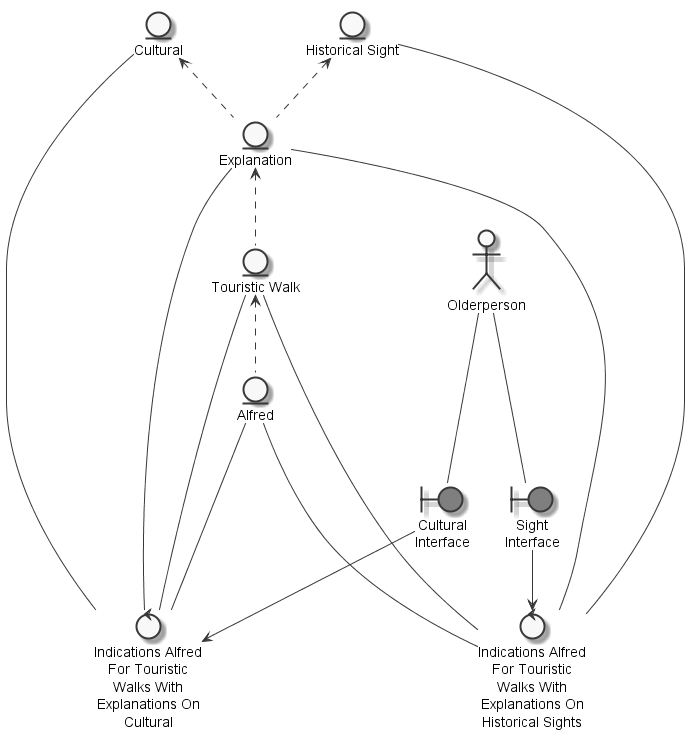 Cultural
Historical Sight
Explanation
Touristic Walk
Olderperson
Alfred
Cultural
Interface
Sight
Interface
Indications Alfred
For Touristic
Walks With
Explanations On
Cultural
Indications Alfred
For Touristic
Walks With
Explanations On
Historical Sights